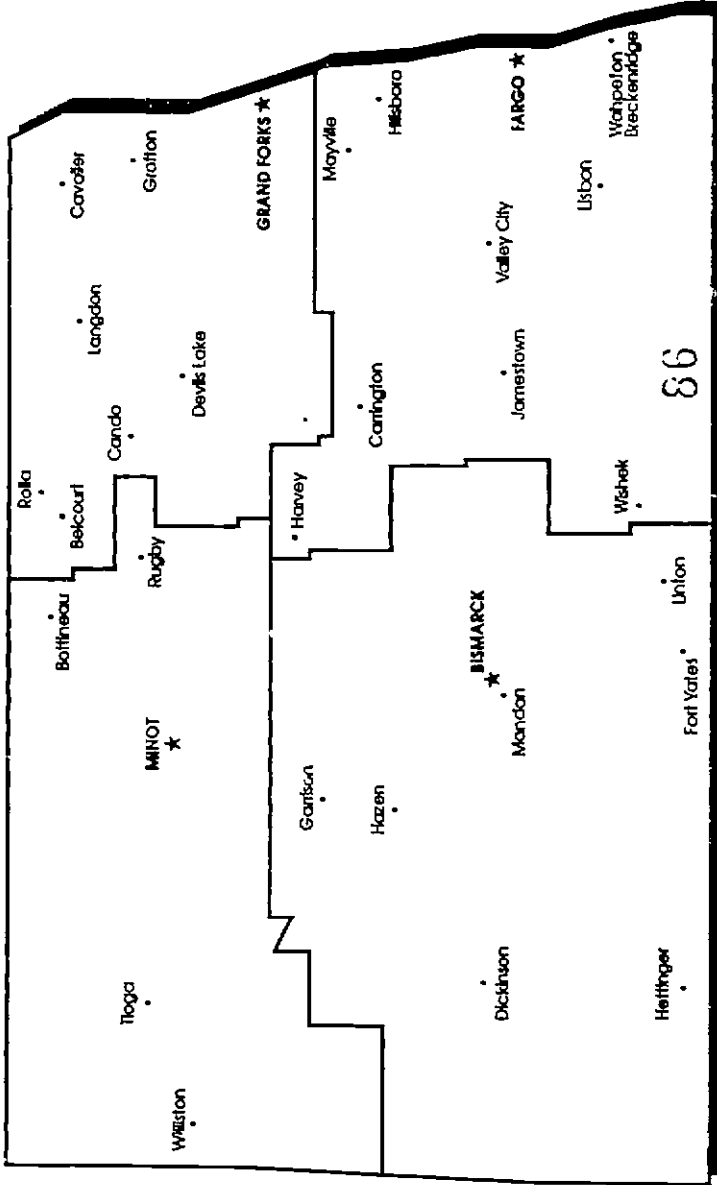 Rolla
Bottineau
Belcourt
Langdon
Cavalier
Cando
Grafton
Rugby
Tioga
MINOT
Williston
Devils Lake
GRAND FORKS
Harvey
Garrison
Mayville
Carrington
Hillsboro
Hazen
BISMARCK
Mandan
Dickinson
Jamestown
Valley City
FARGO
Lisbon
Wahpeton
Breckenridge
Wishek
Linton
Fort Yates
Hettinger
86